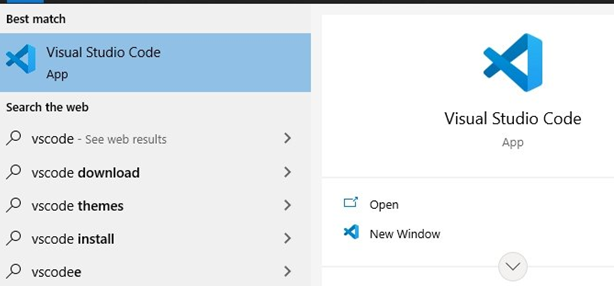 Best match
Visual Studio Code
App
Search the web
vscode - See web results
vscode download
vscode themes
vscode install
vscodee
Visual Studio Code
App
Open
New Window